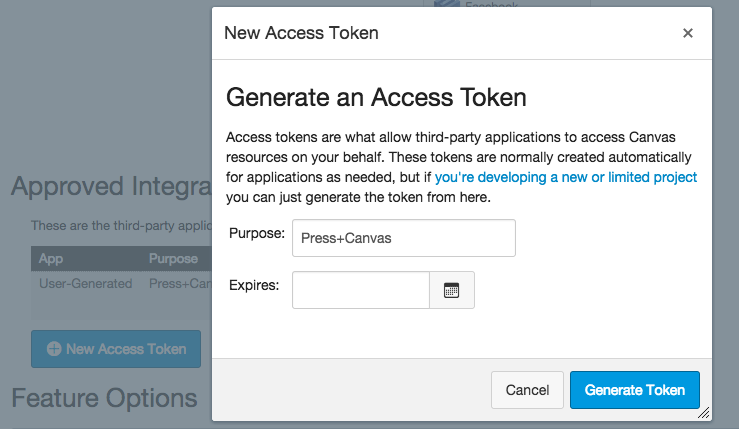 Facebook
New Access Token
×
Generate an Access Token
Access tokens are what allow third-party applications to access Canvas
resources on your behalf. These tokens are normally created automatically
for applications as needed, but if you're developing a new or limited project
you can just generate the token from here.
Purpose: Press+Canvas
Expires:
Cancel Generate Token
Approved Integra
These are the third-party applic
App Purpose
User-Generated Press+Can
New Access Token
Feature Options